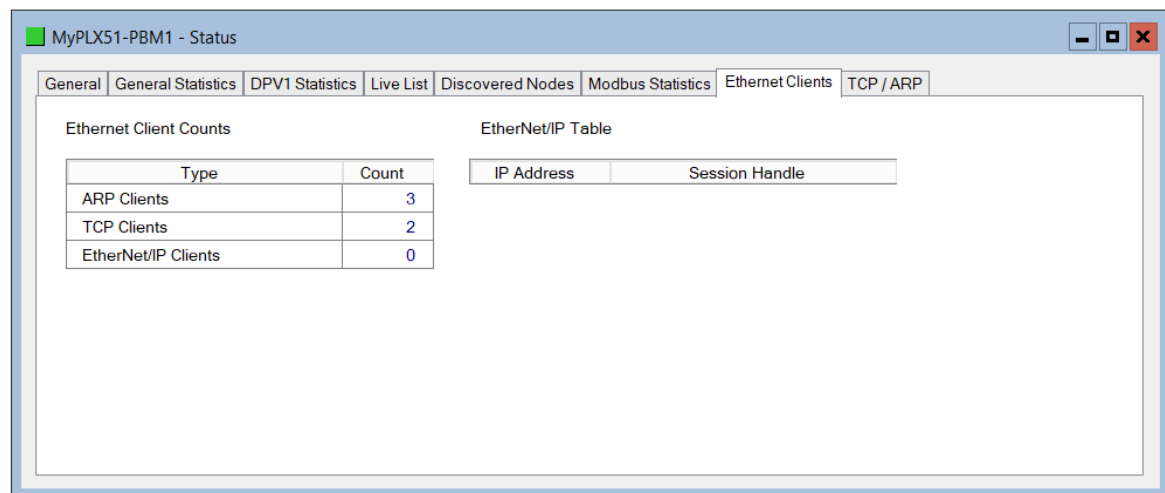 MyPLX51-PBM1 - Status
General General Statistics DPV1 Statistics Live List Discovered Nodes Modbus Statistics Ethernet Clients TCP / ARP
Ethernet Client Counts EtherNet/IP Table
Type Count IP Address Session Handle
ARP Clients 3
TCP Clients 2
EtherNet/IP Clients 0